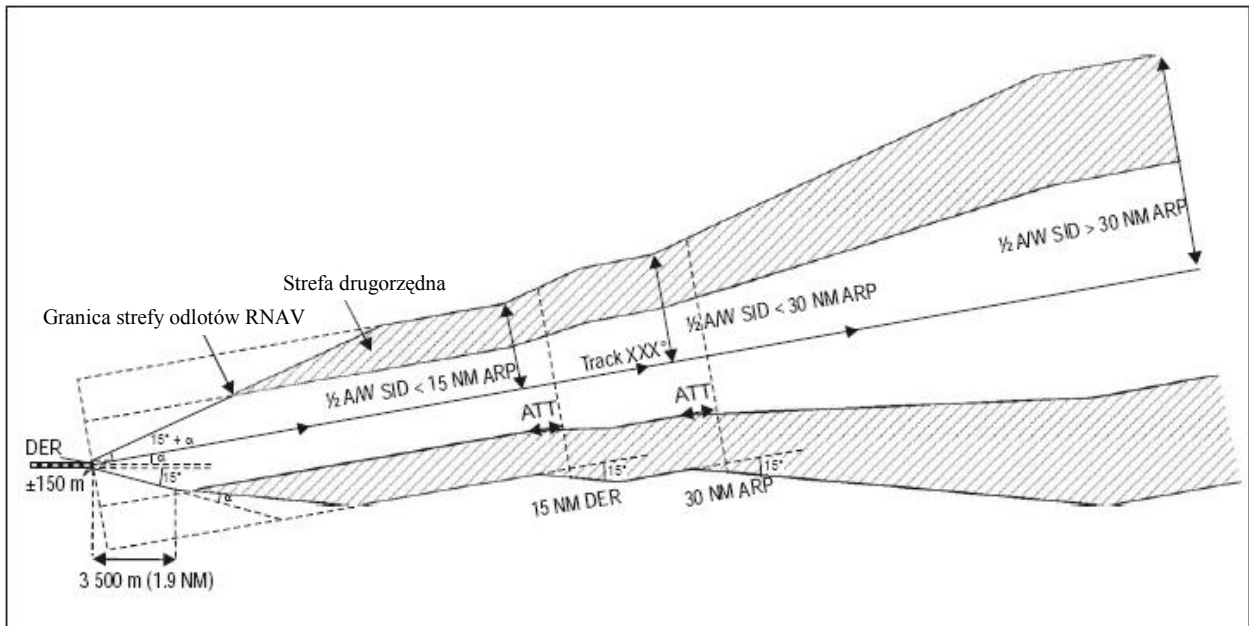 ½ A/W SID > 30 NM ARP
Strefa drugorzędna
Granica strefy odlotów RNAV
½ A/W SID < 30 NM ARP
Track XXX°
½ A/W SID < 15 NM ARP
ATT
ATT
DER
15° + α
α
15°
α
±150 m
15°
15°
15 NM DER
30 NM ARP
3 500 m (1.9 NM)